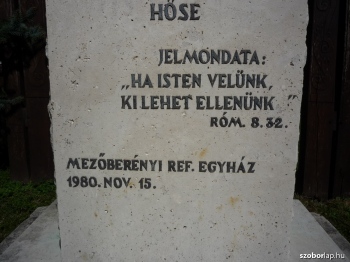 HŐSE
JELMONDATA:
„HA ISTEN VELÜNK,
KI LEHET ELLENÜNK"
RÓM. 8.32.
MEZŐBERÉNYI REF. EGYHÁZ
1980. NOV. 15.
szoborlap.hu